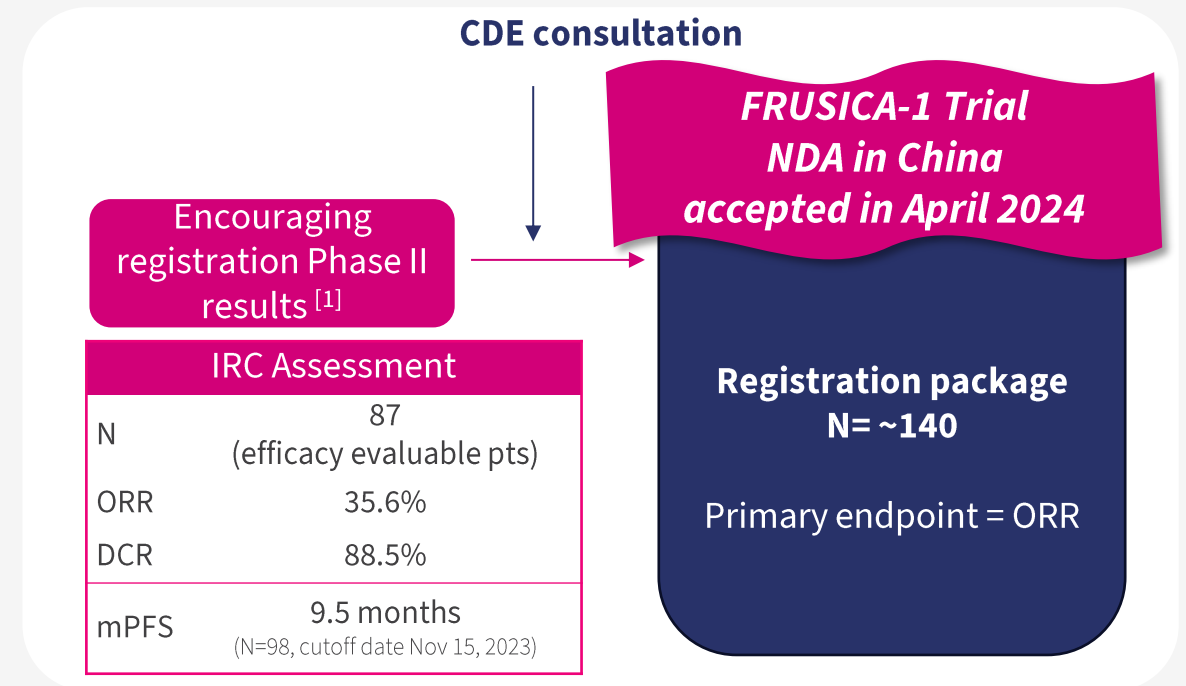 CDE consultation
FRUSICA-1 Trial
NDA in China
accepted in April 2024
Encouraging
registration Phase II
results [1]
IRC Assessment
N
87
(efficacy evaluable pts)
ORR 35.6%
DCR 88.5%
mPFS
9.5 months
(N=98, cutoff date Nov 15, 2023)
Registration package
N= ~140
Primary endpoint = ORR